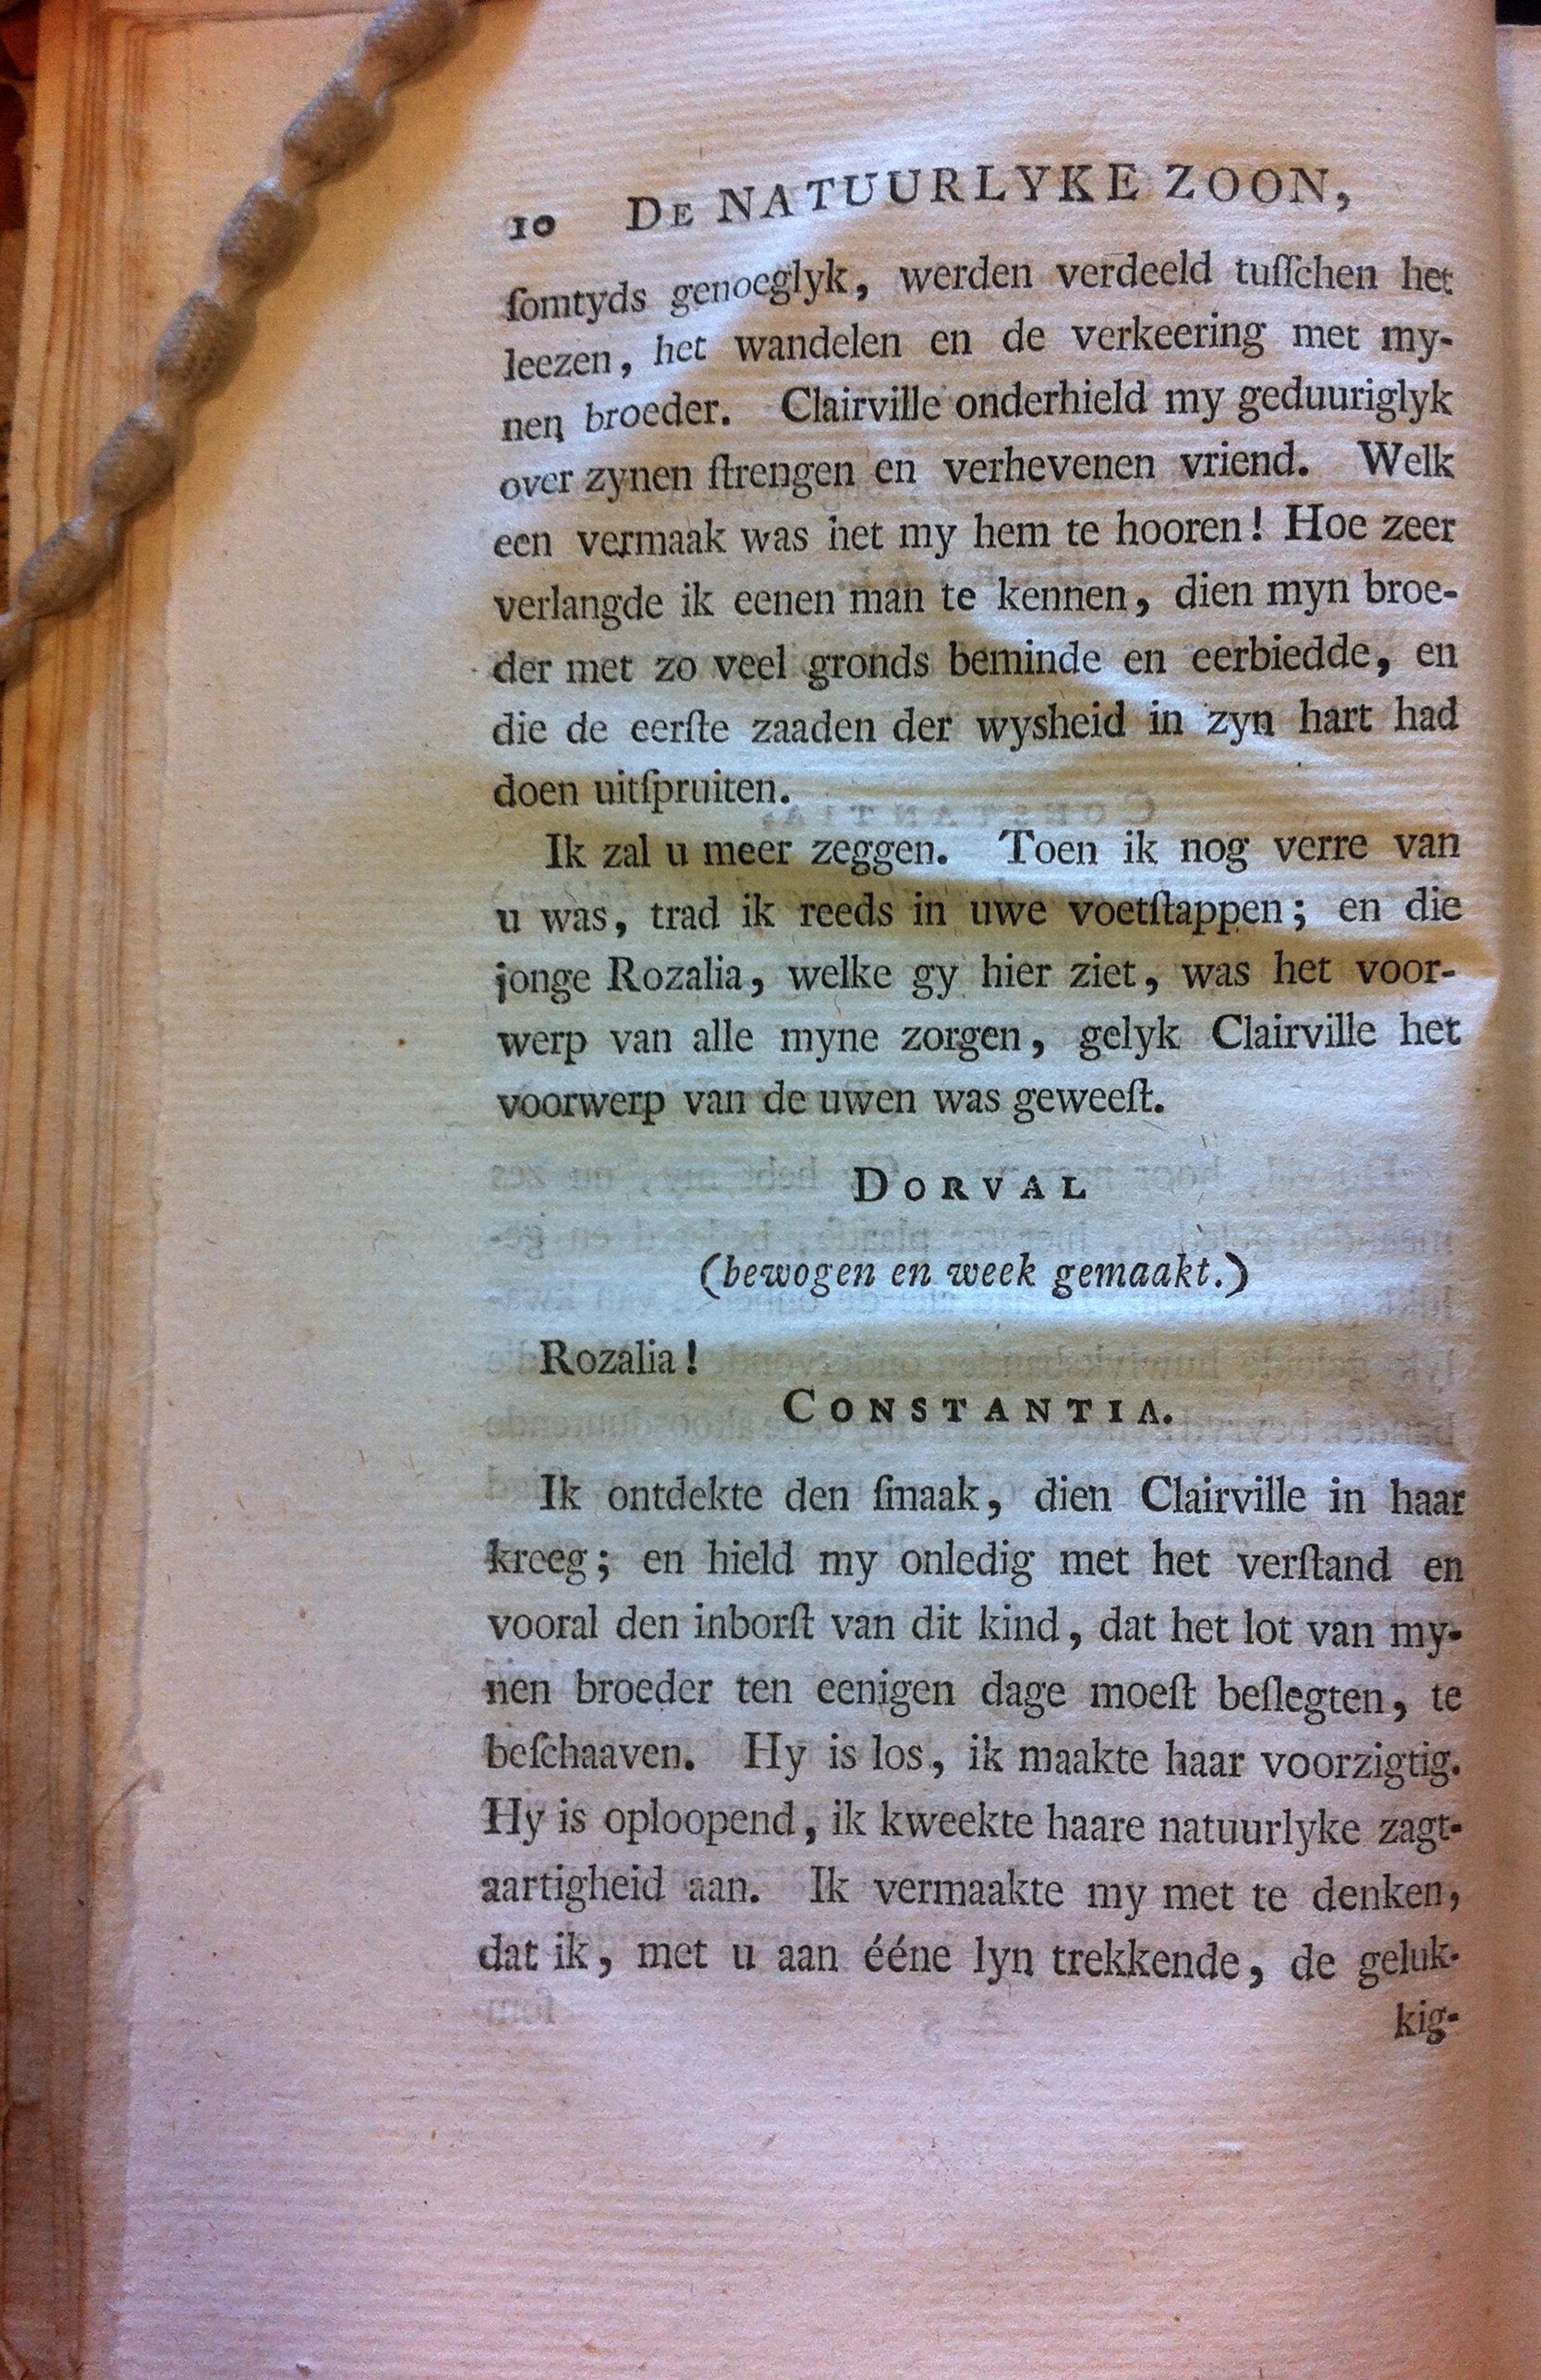 10 DE NATUURLYKE ZOON,
ſomtyds genoeglyk, werden verdeeld tuſſchen het
leezen, het wandelen en de verkeering met my-
nen broeder. Clairville onderhield my geduuriglyk
over zynen ſtrengen en verhevenen vriend. Welk
een vermaak was het my hem te hooren! Hoe zeer
verlangde ik eenen man te kennen, dien myn broe-
der met zo veel gronds beminde en eerbiedde, en
die de eerſte zaaden der wysheid in zyn hart had
doen uitſpruiten.
Ik zal u meer zeggen. Toen ik nog verre van
u was, trad ik reeds in uwe voetſtappen; en die
jonge Rozalia, welke gy hier ziet, was het voor-
werp van alle myne zorgen, gelyk Clairville het
voorwerp van de uwen was geweeſt.
DORVAL
(bewogen en week gemaakt.)
Rozalia!
CONSTANTIA.
Ik ontdekte den ſmaak, dien Clairville in haar
kreeg; en hield my onledig met het verſtand en
vooral den inborſt van dit kind, dat het lot van my-
nen broeder ten eenigen dage moeſt beſlegten, te
beſchaaven. Hy is los, ik maakte haar voorzigtig.
Hy is oploopend, ik kweekte haare natuurlyke zagt-
aartigheid aan. Ik vermaakte my met te denken,
dat ik, met u aan ééne lyn trekkende, de geluk-
kig-